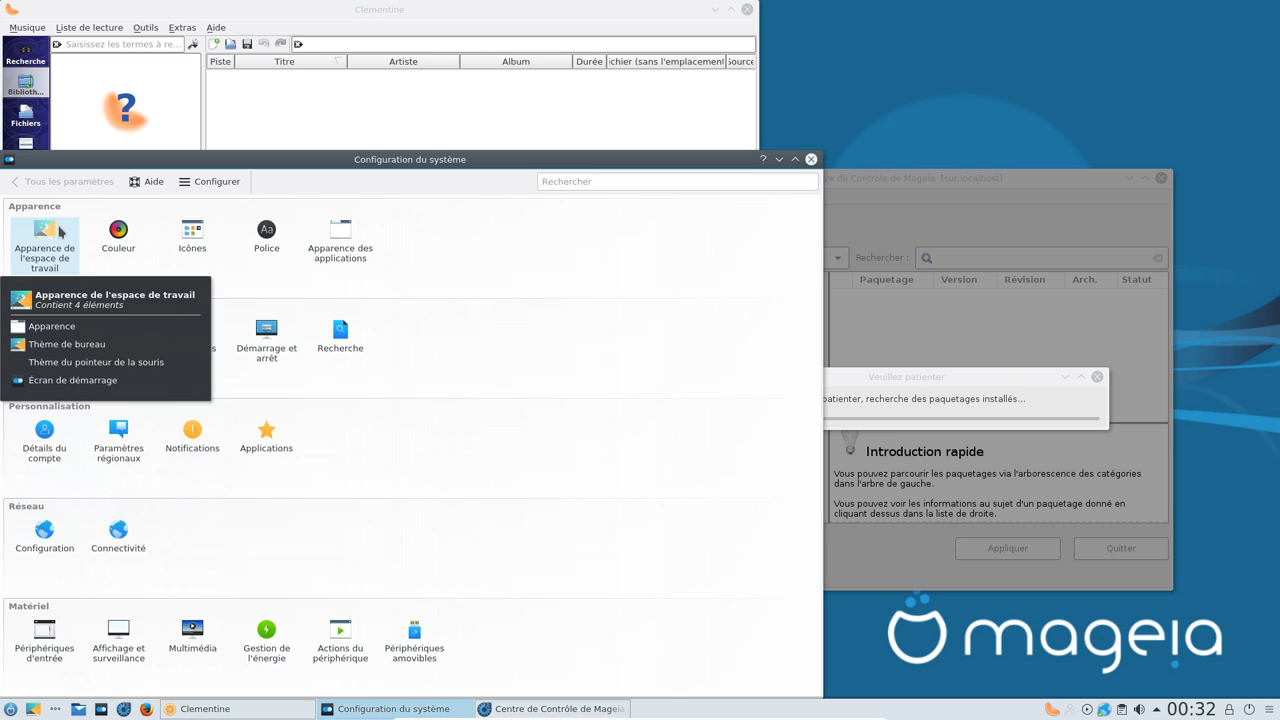 Clementine
Musique Liste de lecture Outils Extras Aide
Saisissez les termes à re...
Recherche
Biblioth...
Fichiers
Piste Titre Artiste Album Durée ichier (sans l'emplacement Source
Configuration du système
Tous les paramètres Aide Configurer
Rechercher
Apparence
Apparence de l'espace de travail
Couleur
Icônes
Police
Apparence des applications
Apparence de l'espace de travail
Contient 4 éléments
Apparence
Thème de bureau
Thème du pointeur de la souris
Écran de démarrage
Démarrage et arrêt
Recherche
Personnalisation
Détails du compte
Paramètres régionaux
Notifications
Applications
Réseau
Configuration
Connectivité
Matériel
Périphériques d'entrée
Affichage et surveillance
Multimédia
Gestion de l'énergie
Actions du périphérique
Périphériques amovibles
de Contrôle de Mageia [sur localhost]
Rechercher :
Paquetage Version Révision Arch. Statut
Veuillez patienter
patienter, recherche des paquetages installés...
Introduction rapide
Vous pouvez parcourir les paquetages via l'arborescence des catégories
dans l'arbre de gauche.
Vous pouvez voir les informations au sujet d'un paquetage donné en
cliquant dessus dans la liste de droite.
Appliquer Quitter
mageia
Clementine
Configuration du système
Centre de Contrôle de Mageia
00:32